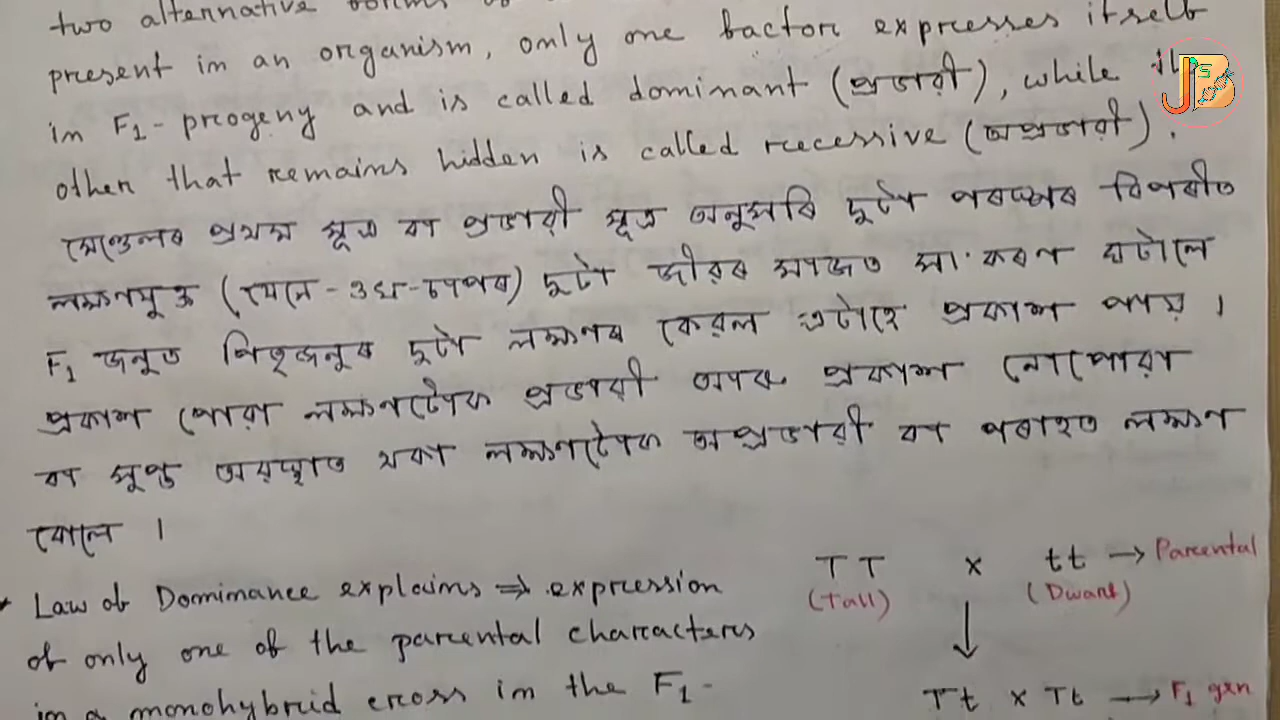 two alternative forms of
present in an organism, only one factor expresses itself
in F1 - progeny and is called dominant (প্ৰভাৱী), while the
other that remains hidden is called recessive (অপ্ৰভাৱী).
মেণ্ডেলৰ প্ৰথম সূত্ৰ বা প্ৰভাৱী সূত্ৰ অনুসৰি দুটা পৰস্পৰ বিপৰীত
লক্ষণযুক্ত (যেনে - ওখ - চাপৰ) দুটা জীৱৰ মাজত সংকৰণ ঘটালে
F1 জনুত পিতৃজনুৰ দুটা লক্ষণৰ কেৱল এটাহে প্ৰকাশ পায়।
প্ৰকাশ পোৱা লক্ষণটোক প্ৰভাৱী আৰু প্ৰকাশ নোপোৱা
বা সুপ্ত অৱস্থাত থকা লক্ষণটোক অপ্ৰভাৱী বা পৰাহত লক্ষণ
বোলে।
Law of Dominance explains ⇒ expression
of only one of the parental characters
in a monohybrid cross in the F1 -
TT x tt → Parental
(Tall) (Dwarf)
Tt x Tt → F1 gen
JB